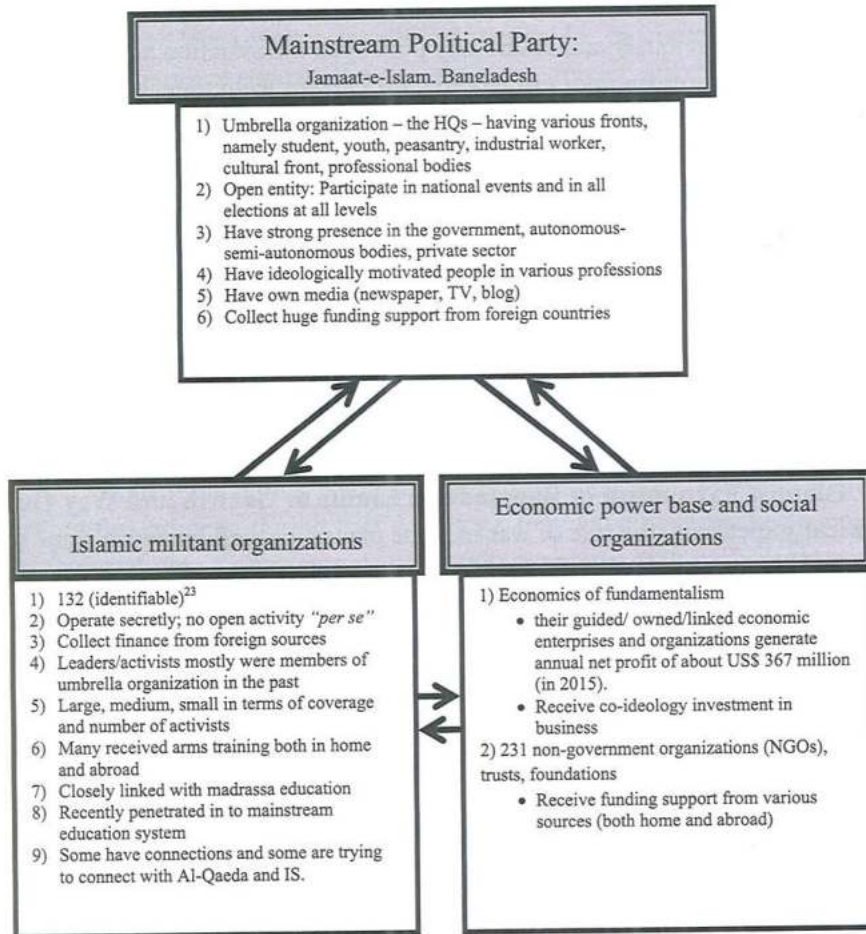 Mainstream Political Party:
Jamaat-e-Islam. Bangladesh
1) Umbrella organization – the HQs – having various fronts,
namely student, youth, peasantry, industrial worker,
cultural front, professional bodies
2) Open entity: Participate in national events and in all
elections at all levels
3) Have strong presence in the government, autonomous-
semi-autonomous bodies, private sector
4) Have ideologically motivated people in various professions
5) Have own media (newspaper, TV, blog)
6) Collect huge funding support from foreign countries
Islamic militant organizations
1) 132 (identifiable)²³
2) Operate secretly; no open activity “per se”
3) Collect finance from foreign sources
4) Leaders/activists mostly were members of
umbrella organization in the past
5) Large, medium, small in terms of coverage
and number of activists
6) Many received arms training both in home
and abroad
7) Closely linked with madrassa education
8) Recently penetrated in to mainstream
education system
9) Some have connections and some are trying
to connect with Al-Qaeda and IS.
Economic power base and social
organizations
1) Economics of fundamentalism
• their guided/ owned/linked economic
enterprises and organizations generate
annual net profit of about US$ 367 million
(in 2015).
• Receive co-ideology investment in
business
2) 231 non-government organizations (NGOs),
trusts, foundations
• Receive funding support from various
sources (both home and abroad)